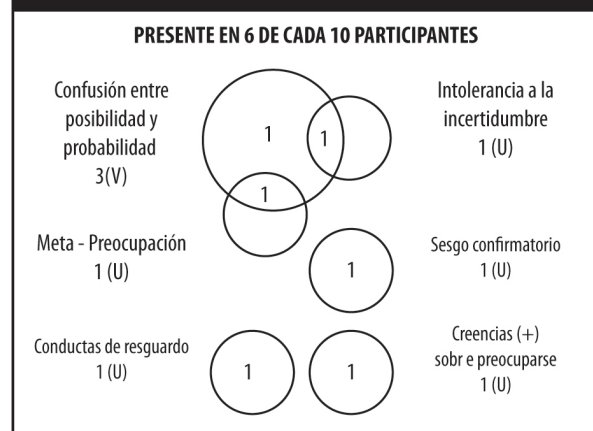 PRESENTE EN 6 DE CADA 10 PARTICIPANTES
Confusión entre
posibilidad y
probabilidad
3(V)
1
1
1
Intolerancia a la
incertidumbre
1 (U)
Meta - Preocupación
1 (U)
1
Sesgo confirmatorio
1 (U)
Conductas de resguardo
1 (U)
1
1
Creencias (+)
sobr e preocuparse
1 (U)